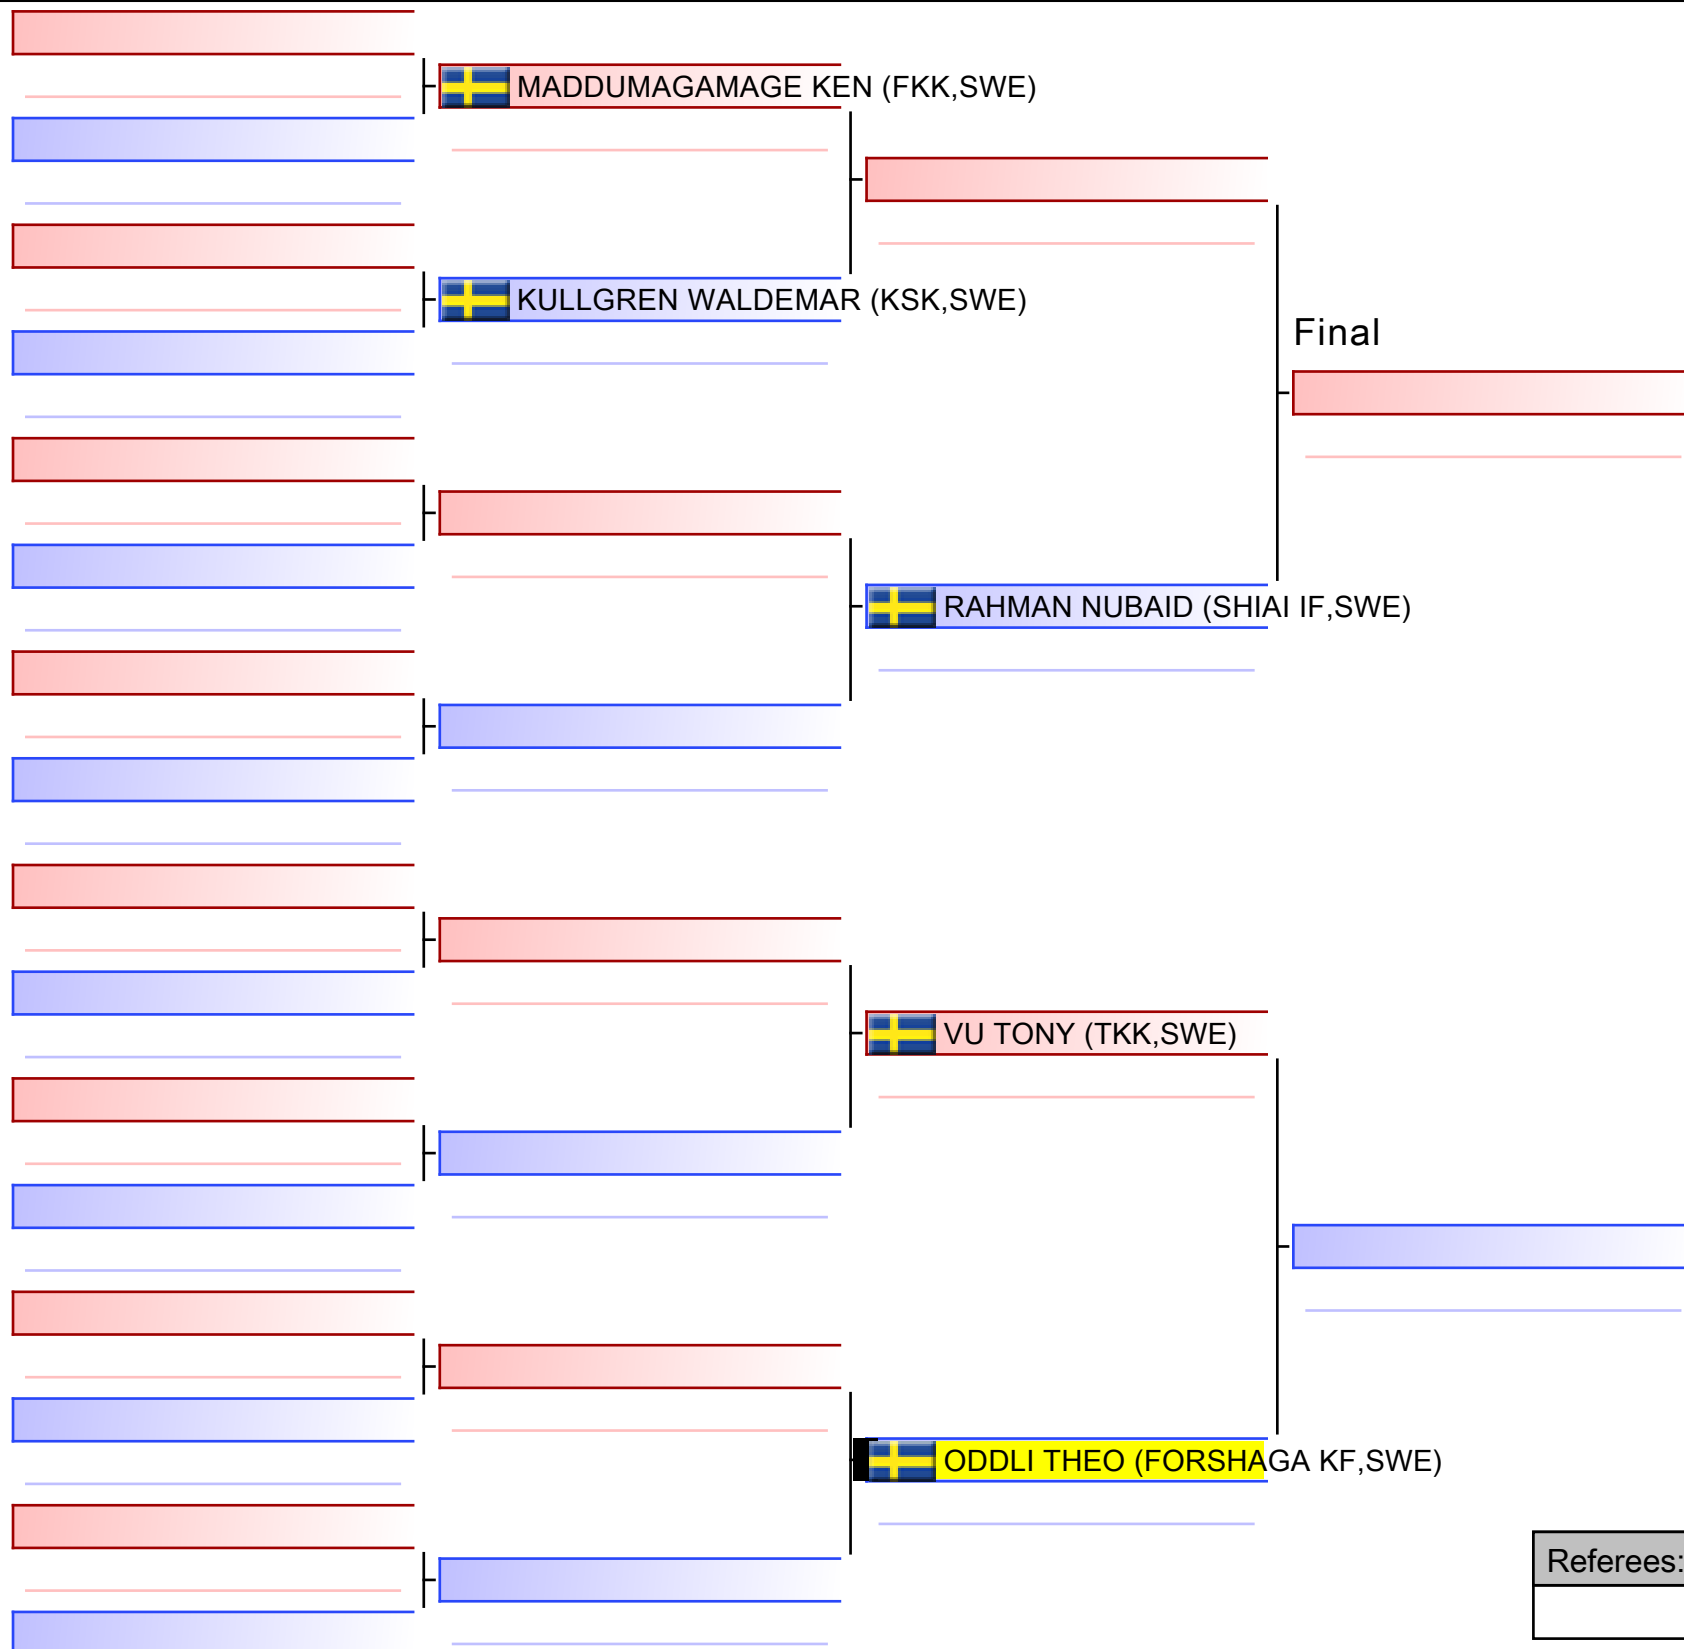 MADDUMAGAMAGE KEN (FKK,SWE)
KULLGREN WALDEMAR (KSK,SWE)
Final
RAHMAN NUBAID (SHIAI IF,SWE)
VU TONY (TKK,SWE)
ODDLI THEO (FORSHAGA KF,SWE)
Referees: